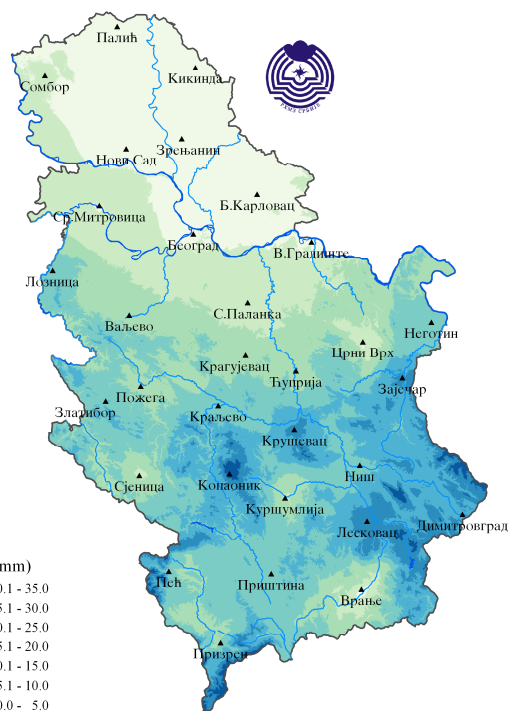 Палић
Кикинда
Сомбор
РХМЗ СРБИЈЕ
Зрењанин
Нови Сад
Б.Карловац
Ср.Митровица
Београд
В.Градиште
Лозница
С.Паланка
Ваљево
Неготин
Црни Врх
Крагујевац
Ћуприја
Зајечар
Пожега
Златибор
Краљево
Крушевац
Ниш
Сјеница
Копаоник
Куршумлија
Лесковац
Димитровград
mm)
Пећ
Приштина
0.1 - 35.0
Врање
5.1 - 30.0
0.1 - 25.0
5.1 - 20.0
Призрен
0.1 - 15.0
5.1 - 10.0
0.0 - 5.0